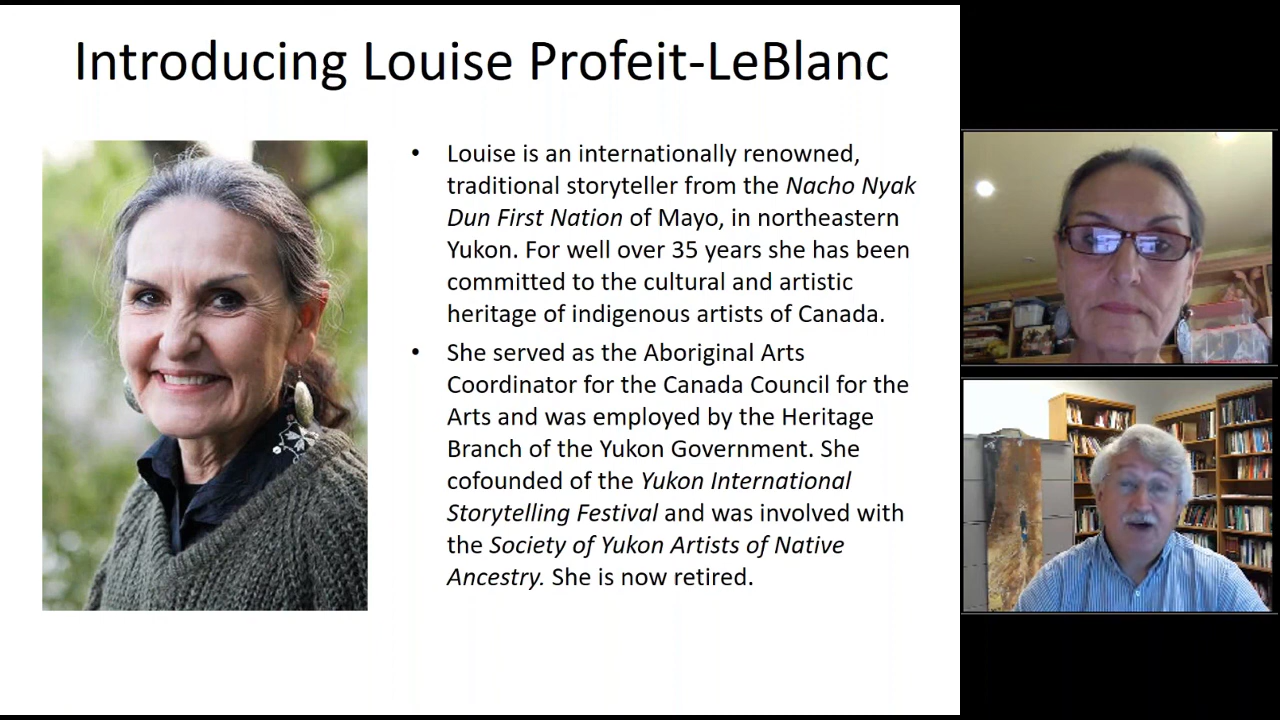 Introducing Louise Profeit-LeBlanc
• Louise is an internationally renowned,
traditional storyteller from the Nacho Nyak
Dun First Nation of Mayo, in northeastern
Yukon. For well over 35 years she has been
committed to the cultural and artistic
heritage of indigenous artists of Canada.
• She served as the Aboriginal Arts
Coordinator for the Canada Council for the
Arts and was employed by the Heritage
Branch of the Yukon Government. She
cofounded of the Yukon International
Storytelling Festival and was involved with
the Society of Yukon Artists of Native
Ancestry. She is now retired.